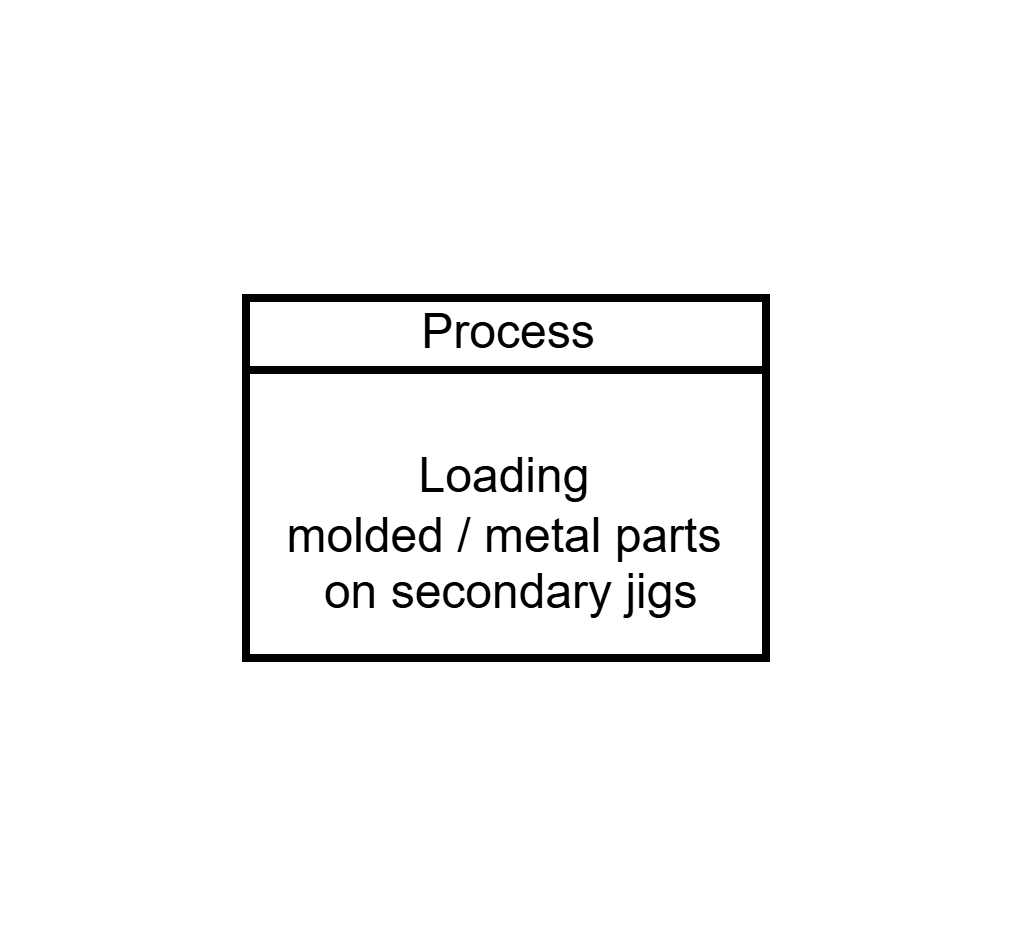 Process
Loading
molded / metal parts
on secondary jigs